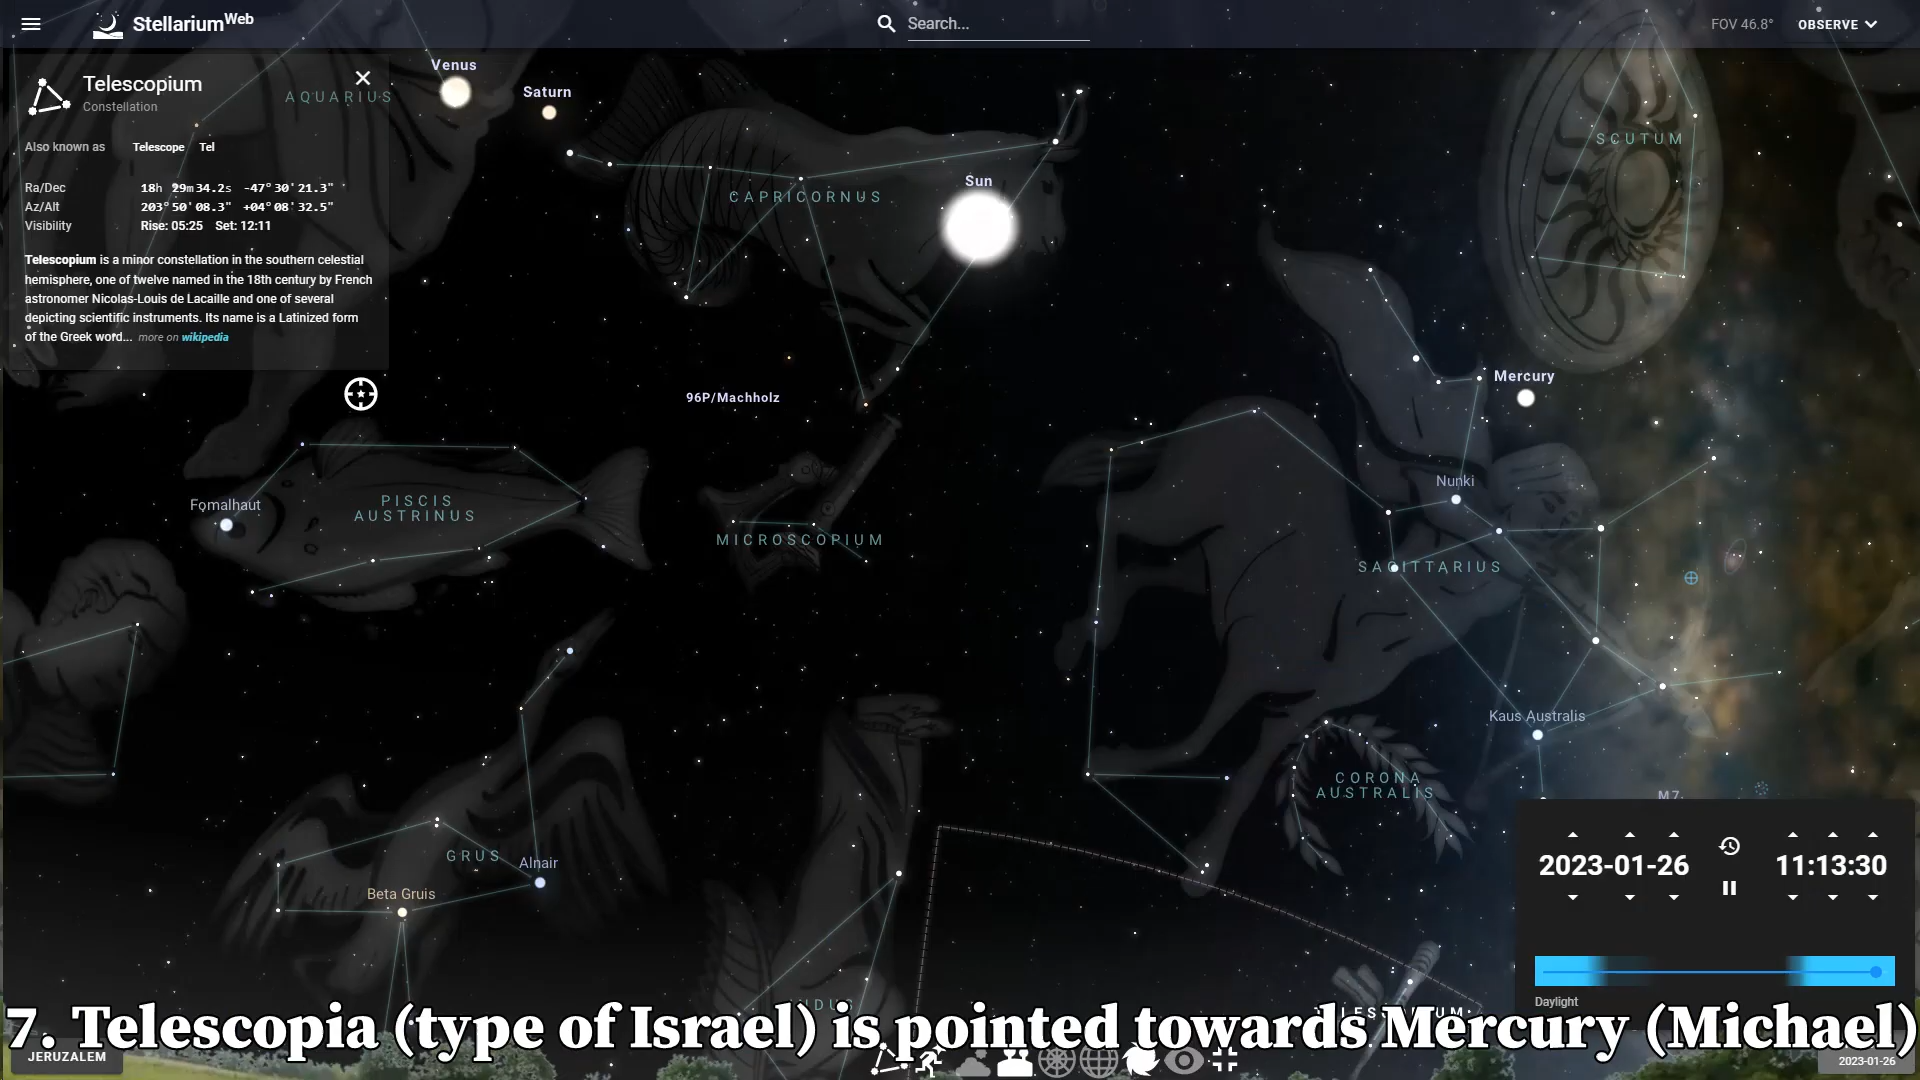 StellariumWeb
Search...
FOV 46.8°
OBSERVE
Telescopium
Constellation
Also known as Telescope Tel
Ra/Dec 18h 29m 34.2s -47° 30' 21.3"
Az/Alt 203° 50' 08.3" +04° 08' 32.5"
Visibility Rise: 05:25 Set: 12:11
Telescopium is a minor constellation in the southern celestial
hemisphere, one of twelve named in the 18th century by French
astronomer Nicolas-Louis de Lacaille and one of several
depicting scientific instruments. Its name is a Latinized form
of the Greek word... more on wikipedia
AQUARIUS
Venus
Saturn
CAPRICORNUS
Sun
SCUTUM
Mercury
96P/Machholz
Fomalhaut
PISCIS
AUSTRINUS
MICROSCOPIUM
Nunki
SAGITTARIUS
Kaus Australis
CORONA
AUSTRALIS
M7
GRUS
Alnair
Beta Gruis
2023-01-26
11:13:30
Daylight
7. Telescopia (type of Israel) is pointed towards Mercury (Michael)
JERUZALEM
2023-01-26